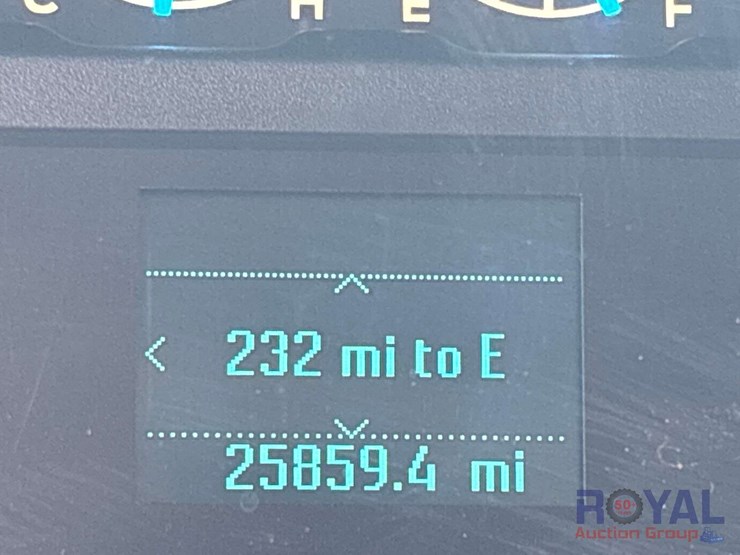 C H E F
< 232 mi to E
25859.4 mi
ROYAL
Auction Group